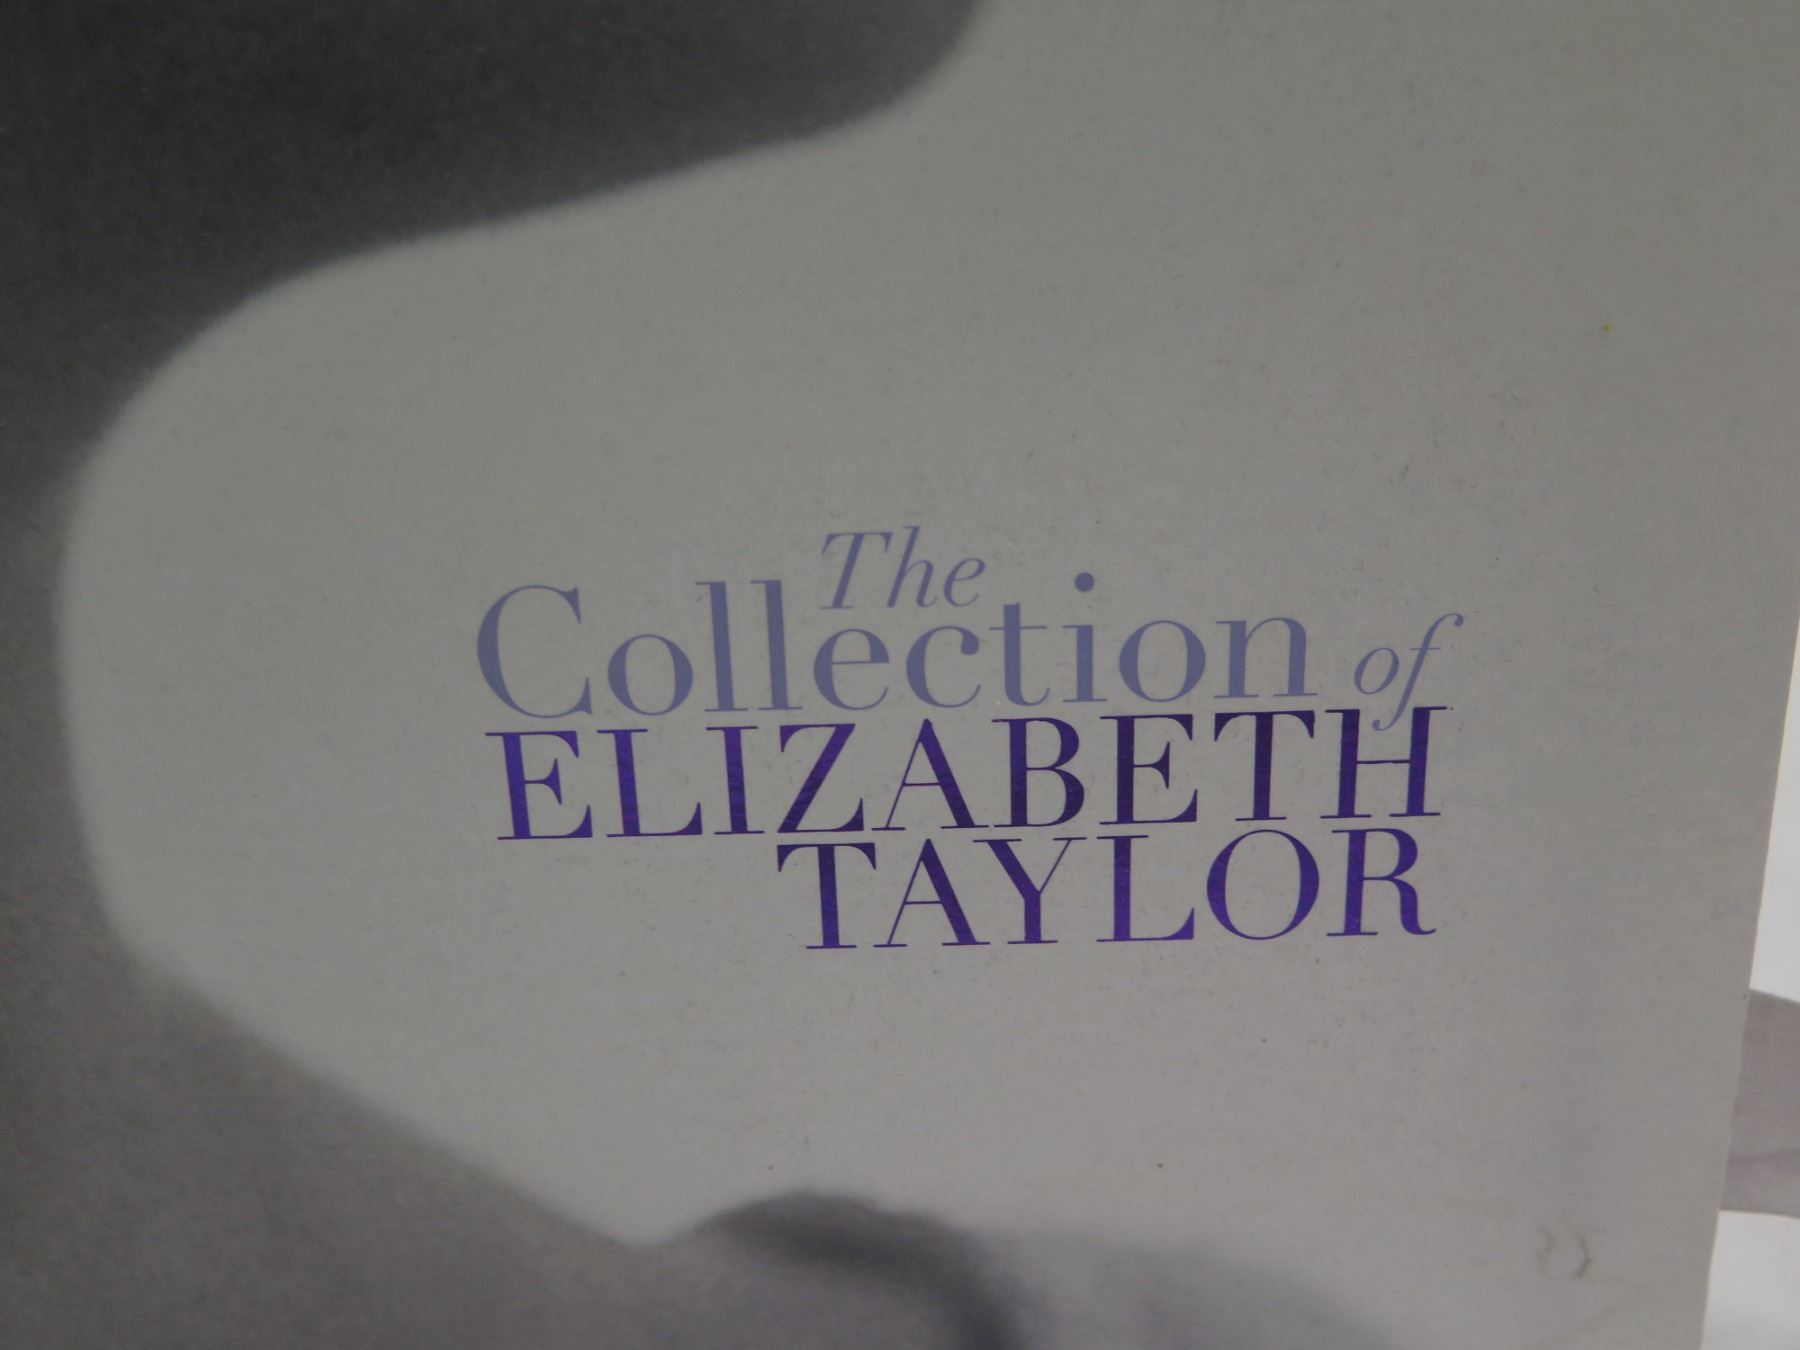 The
Collection of
ELIZABETH
TAYLOR